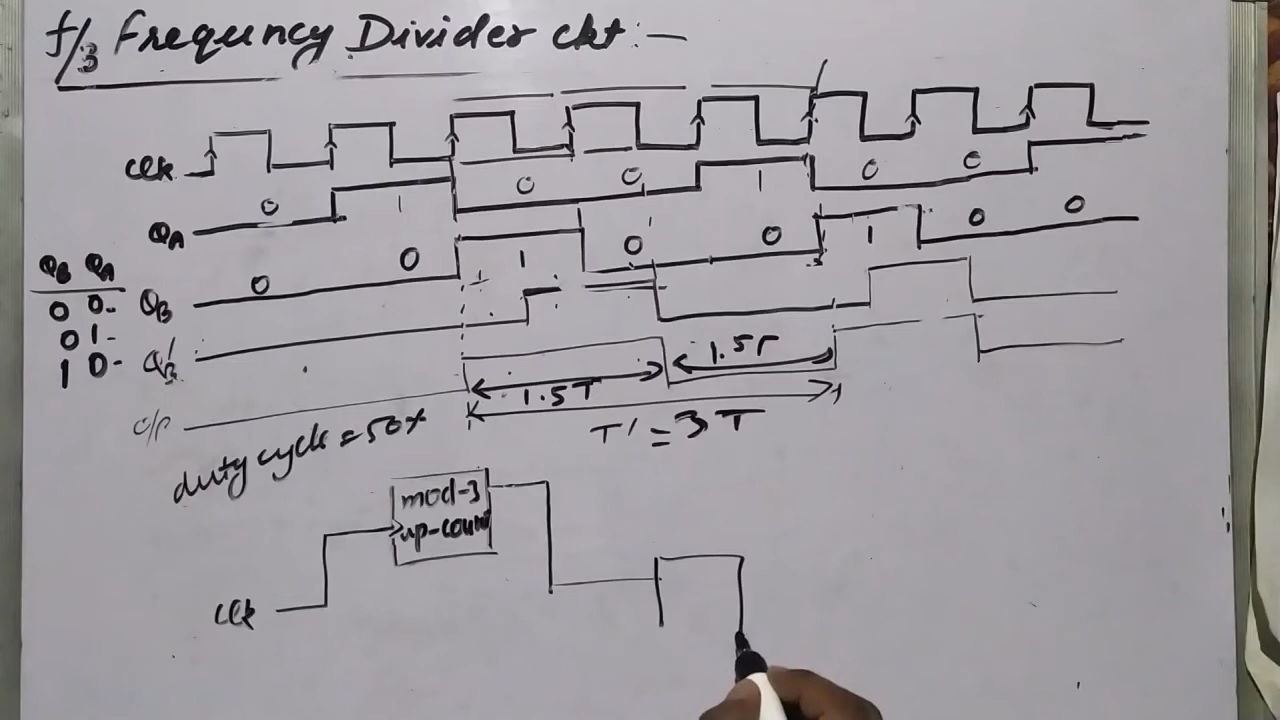 f/3 Frequency Divider ckt:-
CLK
QA 0 1 0 0 1 0 0
QB 0 0 1 0 0 1 0 0
QB QA
0 0-
0 1-
1 0-
QB'
1.5T 1.5T
O/P
T' = 3T
duty cycle = 50%
mod-3
up-count
CLK